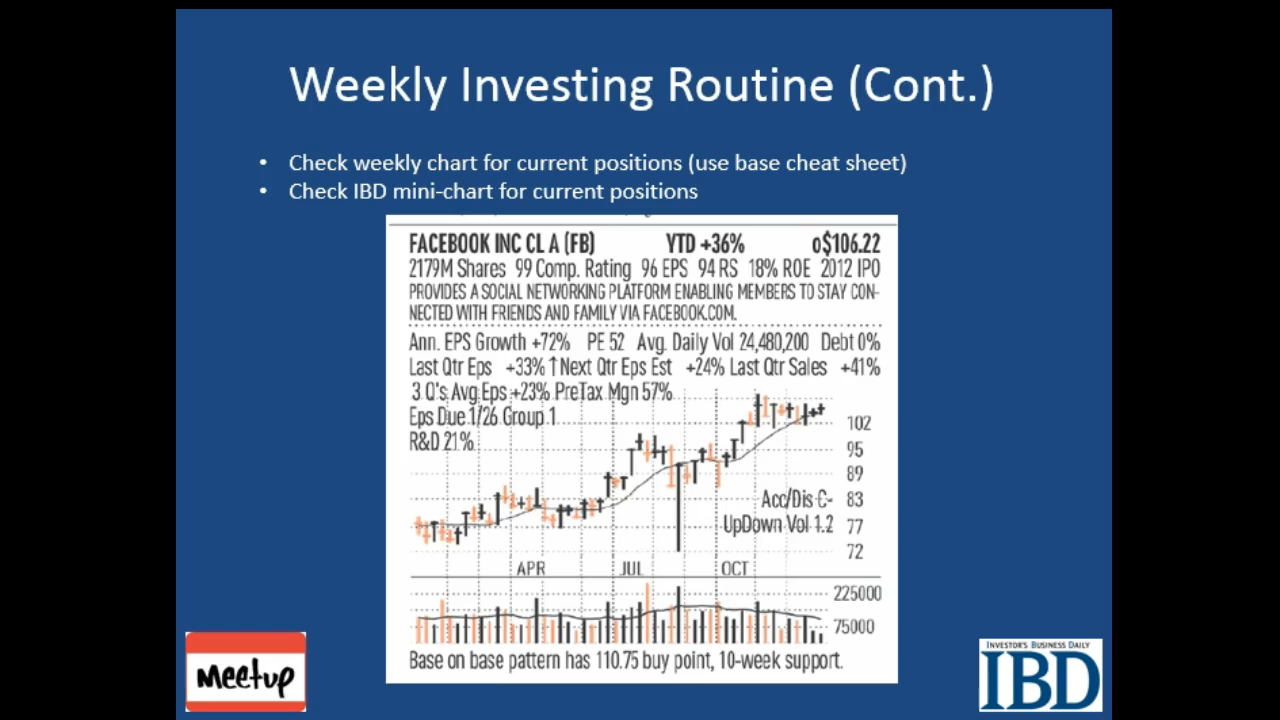 Weekly Investing Routine (Cont.)
• Check weekly chart for current positions (use base cheat sheet)
• Check IBD mini-chart for current positions
FACEBOOK INC CL A (FB) YTD +36% o$106.22
2179M Shares 99 Comp. Rating 96 EPS 94 RS 18% ROE 2012 IPO
PROVIDES A SOCIAL NETWORKING PLATFORM ENABLING MEMBERS TO STAY CON-
NECTED WITH FRIENDS AND FAMILY VIA FACEBOOK.COM.
Ann. EPS Growth +72% PE 52 Avg. Daily Vol 24,480,200 Debt 0%
Last Qtr Eps +33% ↑ Next Qtr Eps Est +24% Last Qtr Sales +41%
3 Q's Avg Eps +23% PreTax Mgn 57%
Eps Due 1/26 Group 1
R&D 21%
102
95
89
Acc/Dis C- 83
UpDown Vol 1.2 77
72
APR JUL OCT
225000
75000
Base on base pattern has 110.75 buy point, 10-week support.
Meetup
INVESTOR'S BUSINESS DAILY
IBD